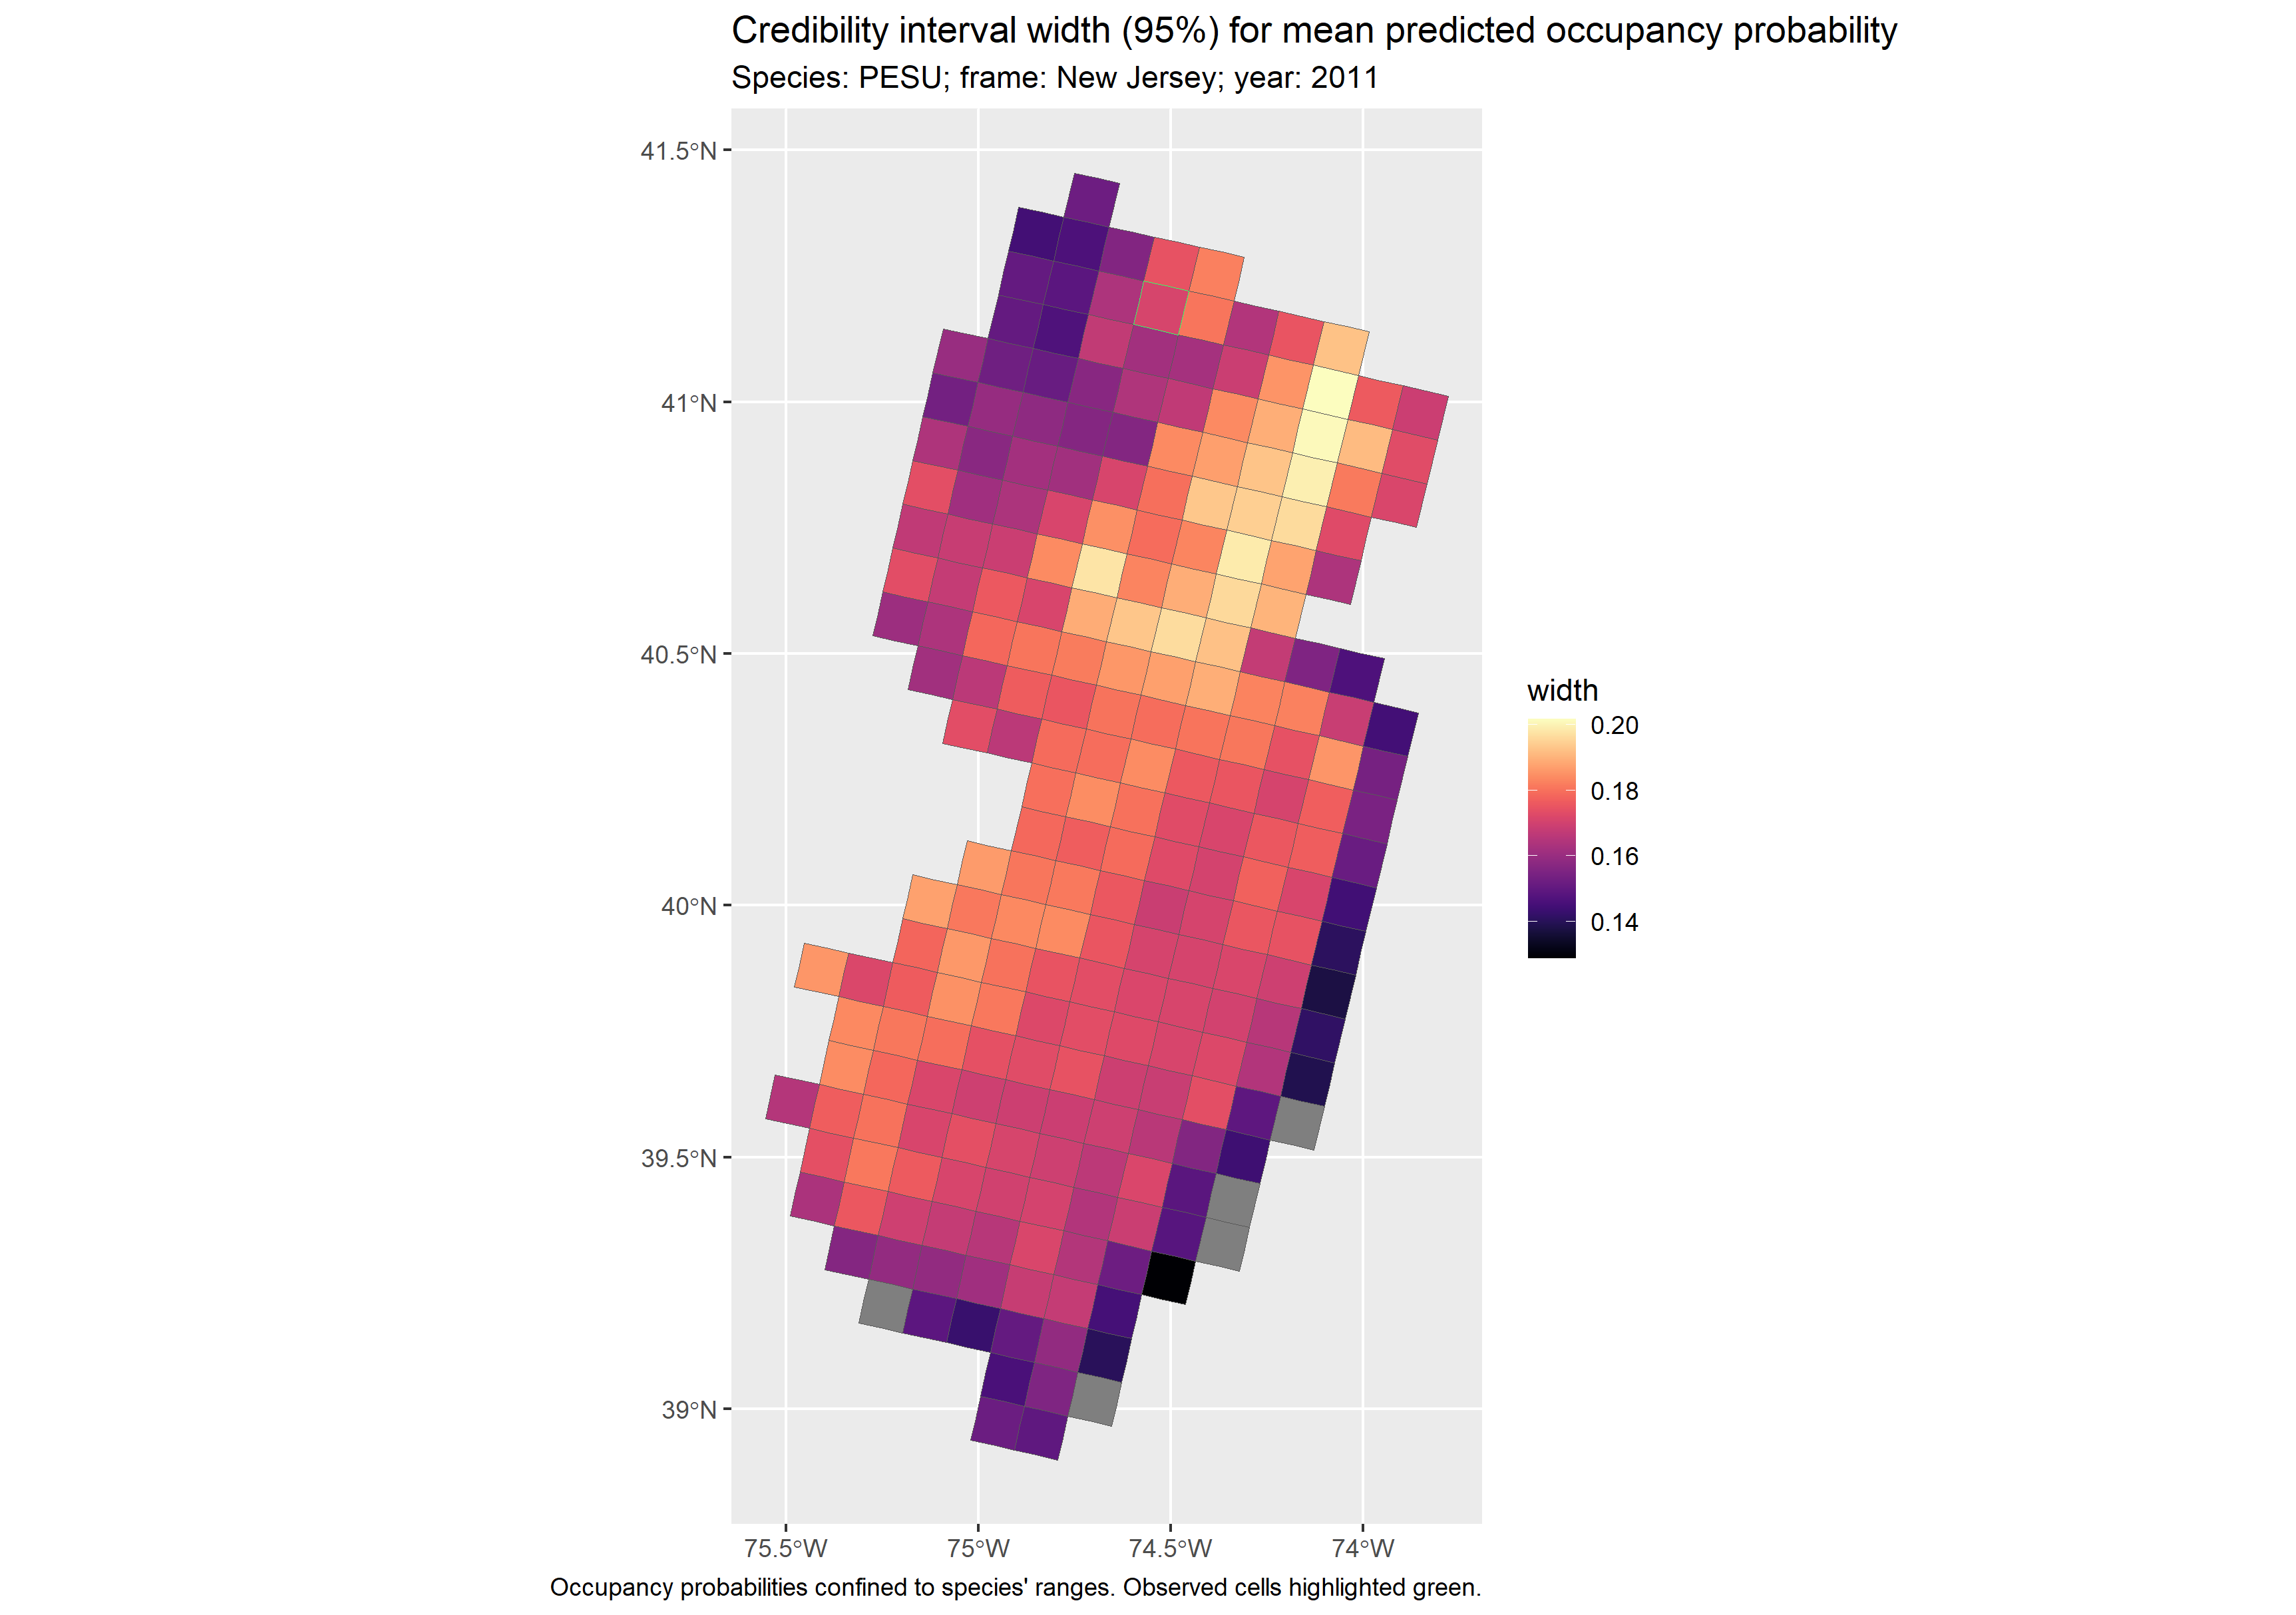 Credibility interval width (95%) for mean predicted occupancy probability
Species: PESU; frame: New Jersey; year: 2011
41.5°N
41°N
40.5°N
40°N
39.5°N
39°N
75.5°W
75°W
74.5°W
74°W
width
0.20
0.18
0.16
0.14
Occupancy probabilities confined to species' ranges. Observed cells highlighted green.